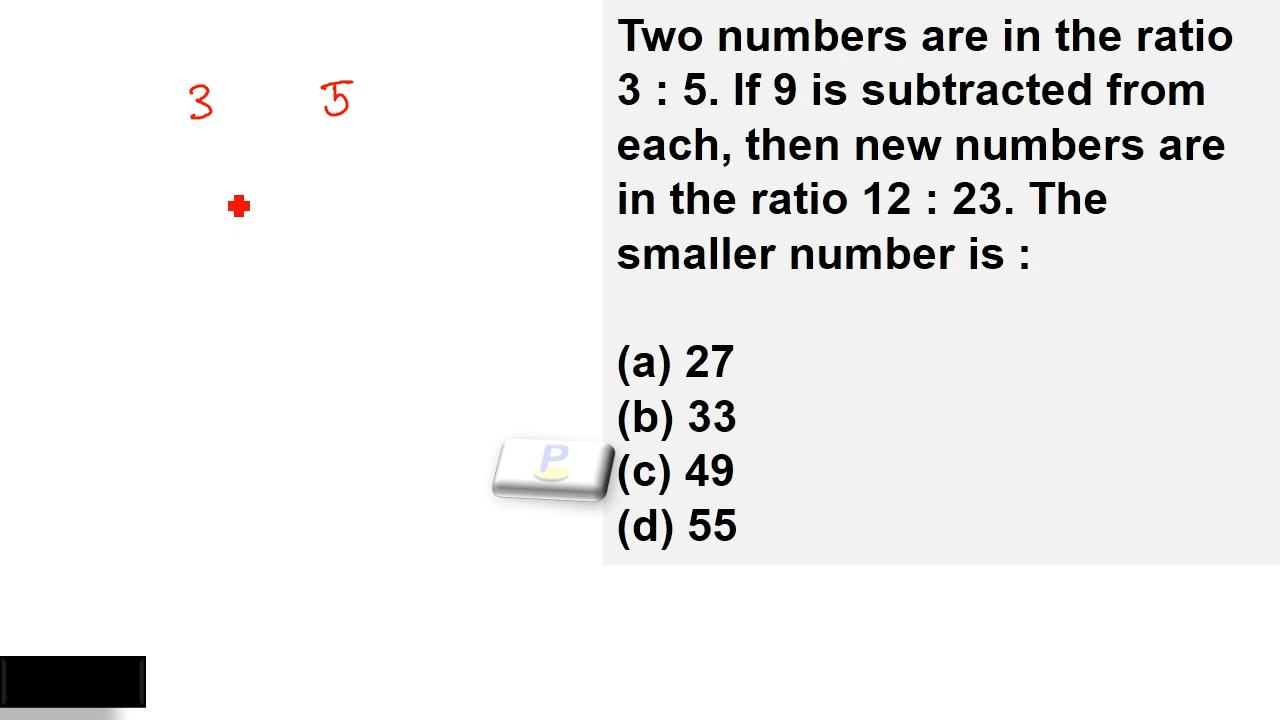 3 5
Two numbers are in the ratio
3 : 5. If 9 is subtracted from
each, then new numbers are
in the ratio 12 : 23. The
smaller number is :
(a) 27
(b) 33
(c) 49
(d) 55
P